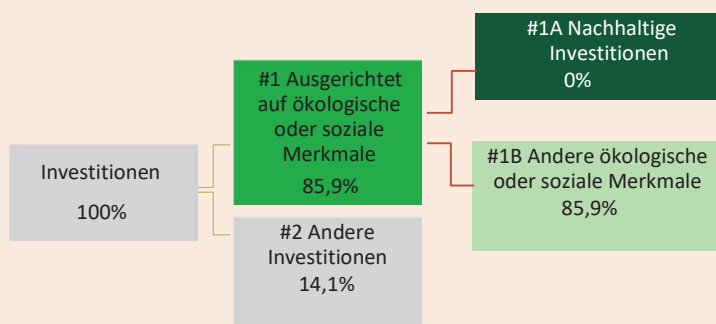 Investitionen
100%
#1 Ausgerichtet
auf ökologische
oder soziale
Merkmale
85,9%
#2 Andere
Investitionen
14,1%
#1A Nachhaltige
Investitionen
0%
#1B Andere ökologische
oder soziale Merkmale
85,9%